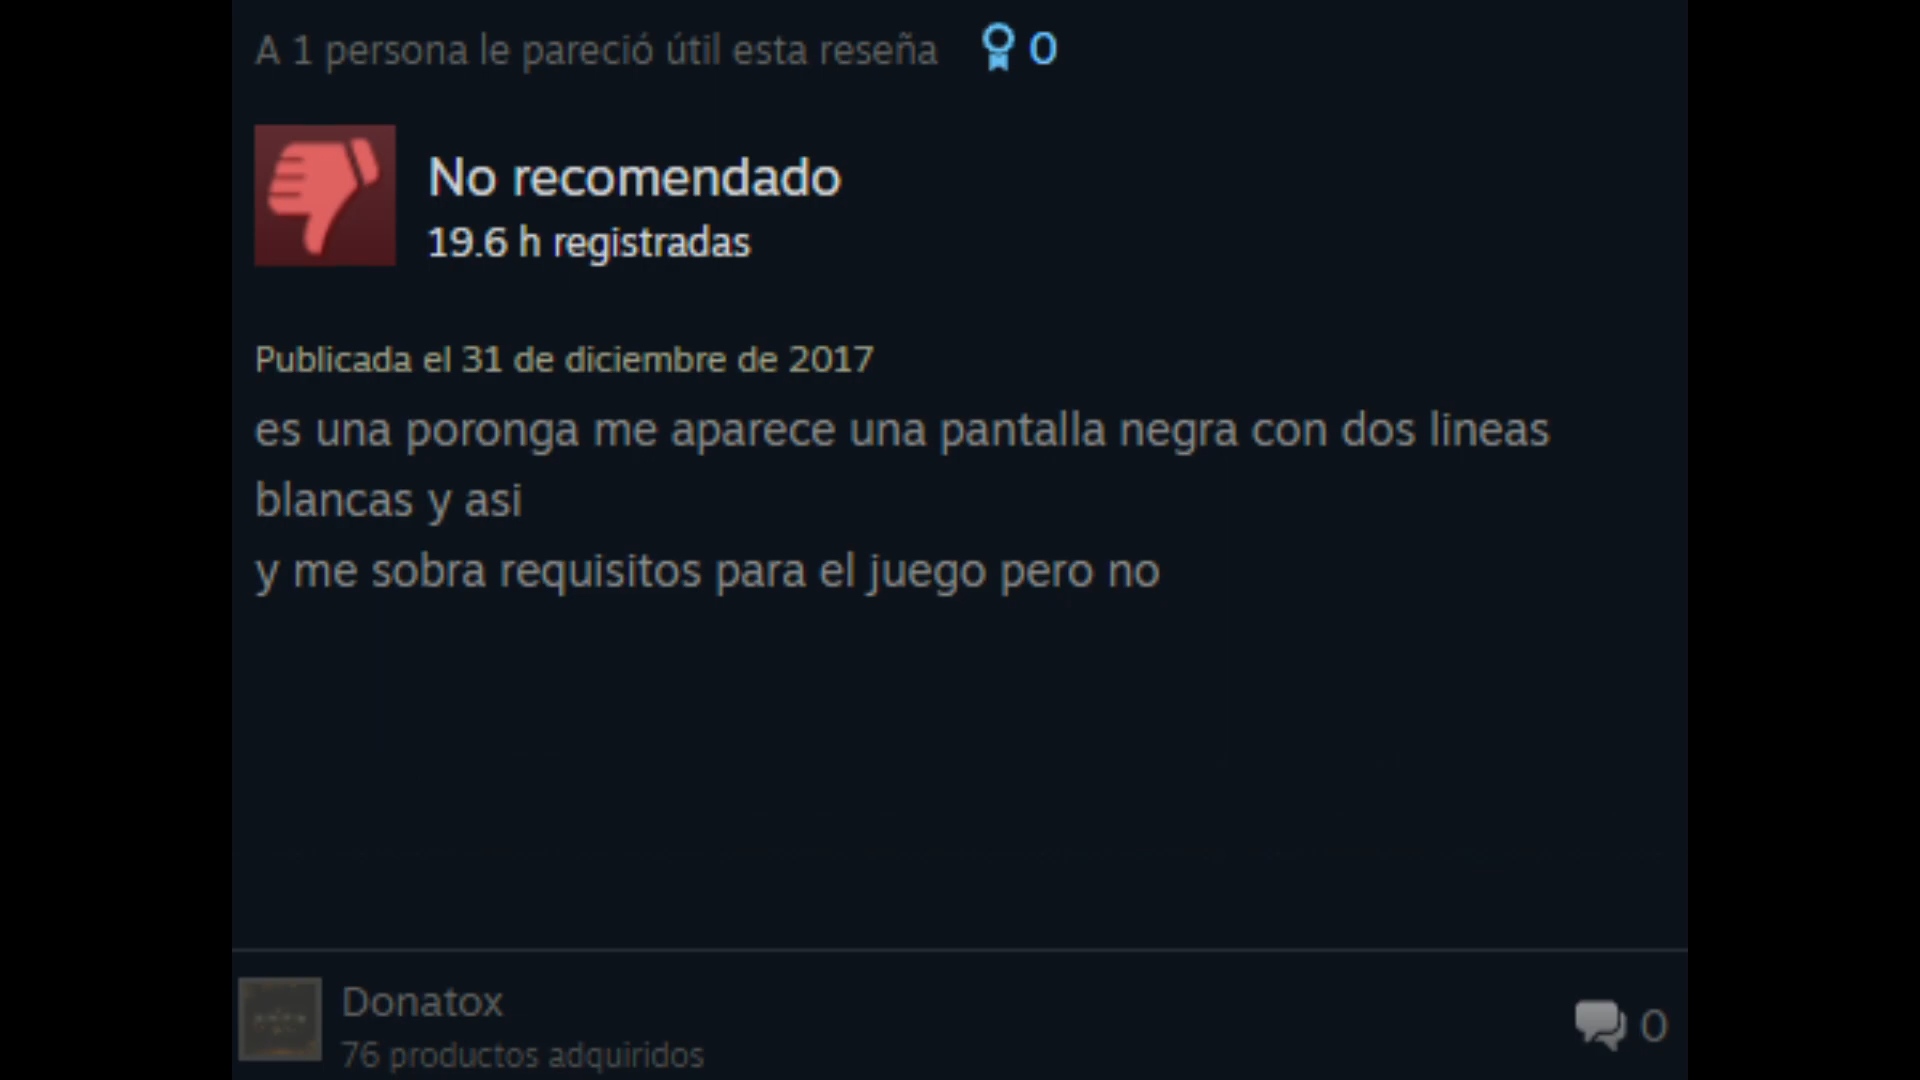 A 1 persona le pareció útil esta reseña 0
No recomendado
19.6 h registradas
Publicada el 31 de diciembre de 2017
es una poronga me aparece una pantalla negra con dos lineas
blancas y asi
y me sobra requisitos para el juego pero no
Donatox
0
76 productos adquiridos